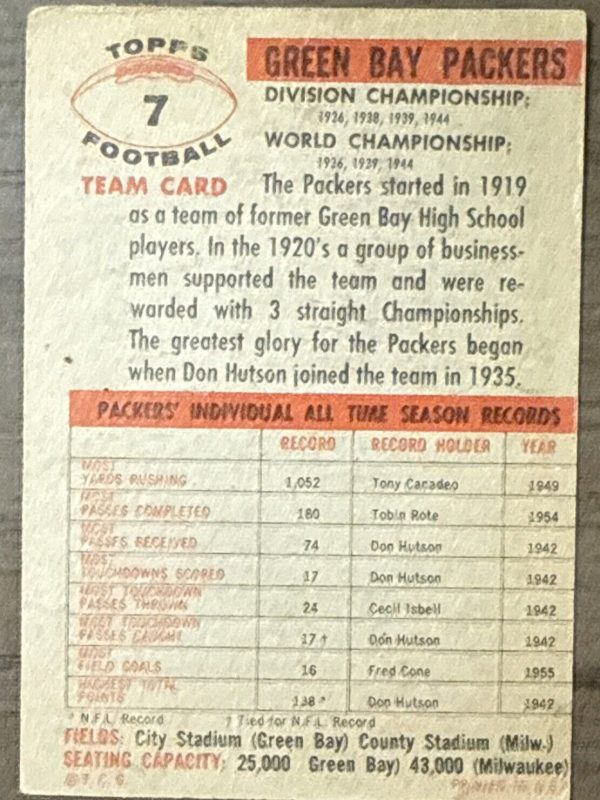 TOPPS
7
FOOTBALL
GREEN BAY PACKERS
DIVISION CHAMPIONSHIP:
1936, 1938, 1939, 1944
WORLD CHAMPIONSHIP:
1936, 1939, 1944
TEAM CARD The Packers started in 1919
as a team of former Green Bay High School
players. In the 1920's a group of business-
men supported the team and were re-
warded with 3 straight Championships.
The greatest glory for the Packers began
when Don Hutson joined the team in 1935.
PACKERS' INDIVIDUAL ALL TIME SEASON RECORDS
RECORD RECORD HOLDER YEAR
MOST
YARDS RUSHING 1,052 Tony Canadeo 1949
MOST
PASSES COMPLETED 180 Tobin Rote 1954
MOST
PASSES RECEIVED 74 Don Hutson 1942
MOST
TOUCHDOWNS SCORED 17 Don Hutson 1942
MOST TOUCHDOWN
PASSES THROWN 24 Cecil Isbell 1942
MOST TOUCHDOWN
PASSES CAUGHT 17 † Don Hutson 1942
MOST
FIELD GOALS 16 Fred Cone 1955
HIGHEST TOTAL
POINTS 138 * Don Hutson 1942
* N.F.L. Record † Tied for N.F.L. Record
FIELDS: City Stadium (Green Bay) County Stadium (Milw.)
SEATING CAPACITY: 25,000 Green Bay) 43,000 (Milwaukee)
© T. C. G. PRINTED IN U.S.A.